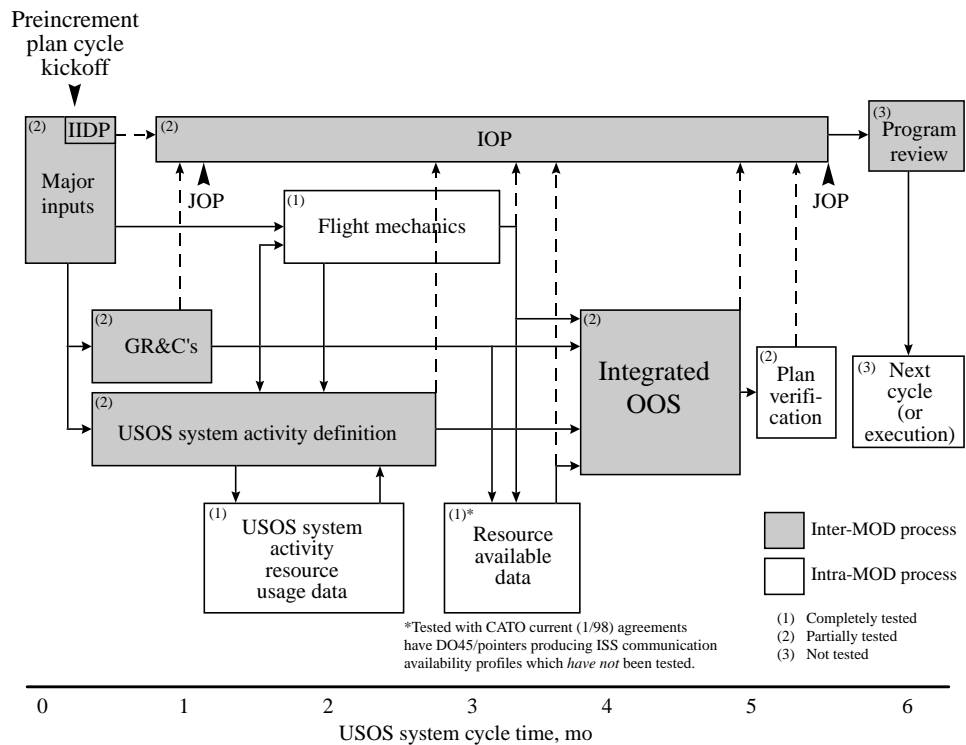 Preincrement
plan cycle
kickoff
(2)
IIDP
Major
inputs
(2)
IOP
(3)
Program
review
JOP
JOP
(1)
Flight mechanics
(2)
GR&C's
(2)
Integrated
OOS
(2)
Plan
verifi-
cation
(3)
Next
cycle
(or
execution)
(2)
USOS system activity definition
(1)
USOS system
activity
resource
usage data
(1)*
Resource
available
data
Inter-MOD process
Intra-MOD process
(1) Completely tested
(2) Partially tested
(3) Not tested
*Tested with CATO current (1/98) agreements
have DO45/pointers producing ISS communication
availability profiles which have not been tested.
0 1 2 3 4 5 6
USOS system cycle time, mo